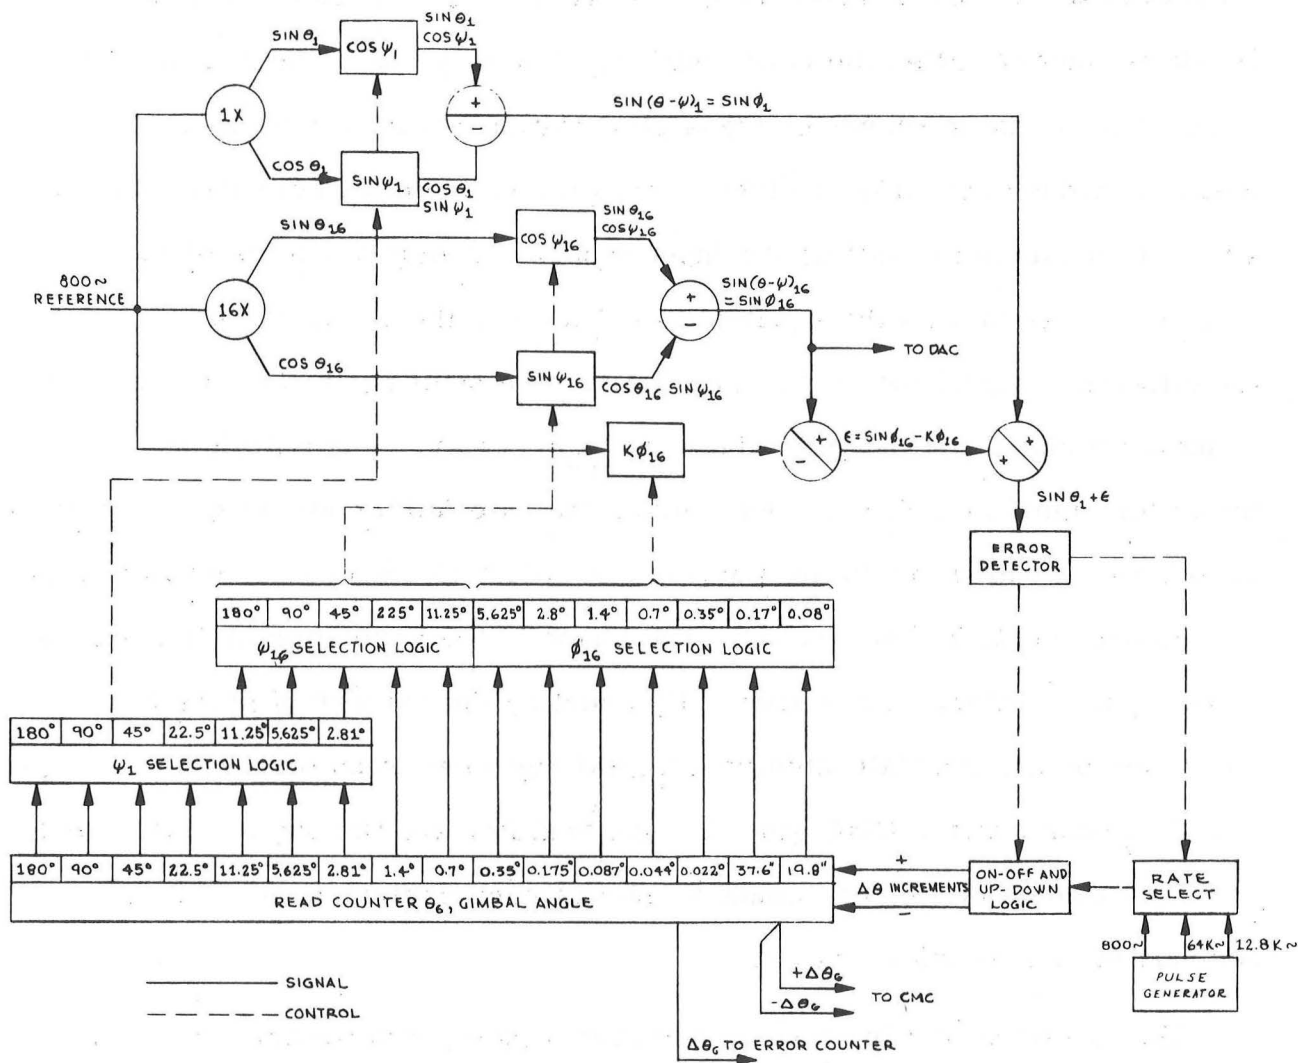 SIN θ₁
COS ψ₁
SIN θ₁
COS ψ₁
1X
+
−
SIN (θ-ψ)₁ = SIN ϕ₁
COS θ₁
SIN ψ₁
COS θ₁
SIN ψ₁
SIN θ₁₆
COS ψ₁₆
SIN θ₁₆
COS ψ₁₆
800~
REFERENCE
16X
+
−
SIN(θ-ψ)₁₆
= SIN ϕ₁₆
TO DAC
COS θ₁₆
SIN ψ₁₆
COS θ₁₆ SIN ψ₁₆
Kϕ₁₆
+
−
ϵ = SIN ϕ₁₆ - Kϕ₁₆
+
+
SIN θ₁ + ϵ
ERROR
DETECTOR
180° 90° 45° 225° 11.25° 5.625° 2.8° 1.4° 0.7° 0.35° 0.17° 0.08°
ψ₁₆ SELECTION LOGIC
ϕ₁₆ SELECTION LOGIC
180° 90° 45° 22.5° 11.25° 5.625° 2.81°
ψ₁ SELECTION LOGIC
180° 90° 45° 22.5° 11.25° 5.625° 2.81° 1.4° 0.7° 0.35° 0.175° 0.087° 0.044° 0.022° 37.6" 19.8"
READ COUNTER θ₆, GIMBAL ANGLE
+
Δθ INCREMENTS
−
ON-OFF AND
UP-DOWN
LOGIC
RATE
SELECT
800~ 64K~ 12.8K~
PULSE
GENERATOR
SIGNAL
CONTROL
+Δθ_G
-Δθ_G
TO CMC
Δθ_G TO ERROR COUNTER